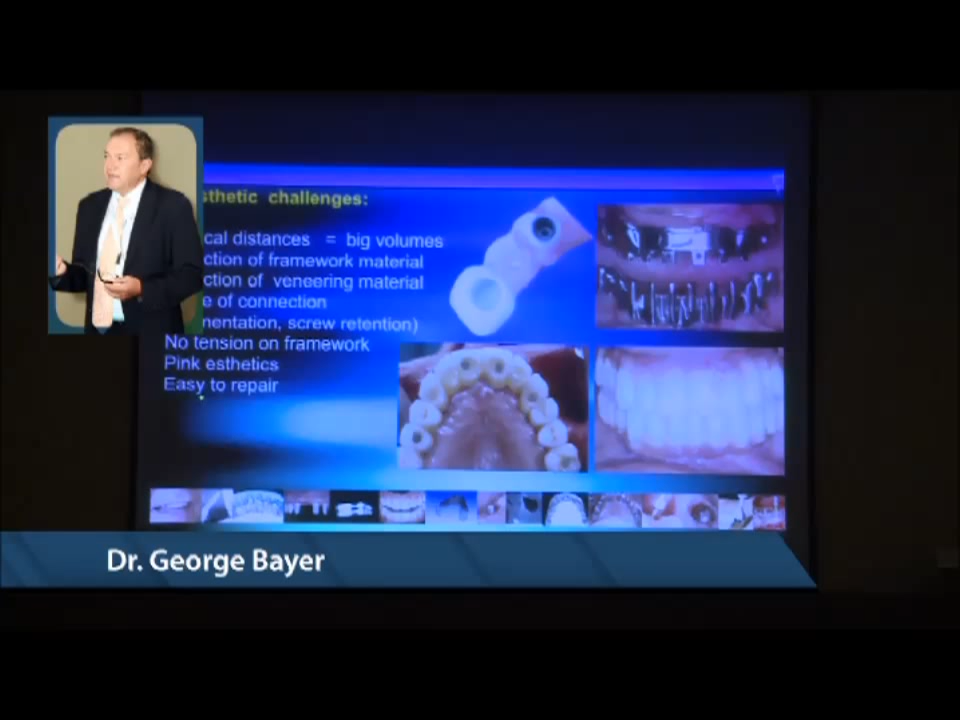 sthetic challenges:
cal distances = big volumes
ction of framework material
ction of veneering material
e of connection
mentation, screw retention)
No tension on framework
Pink esthetics
Easy to repair
Dr. George Bayer